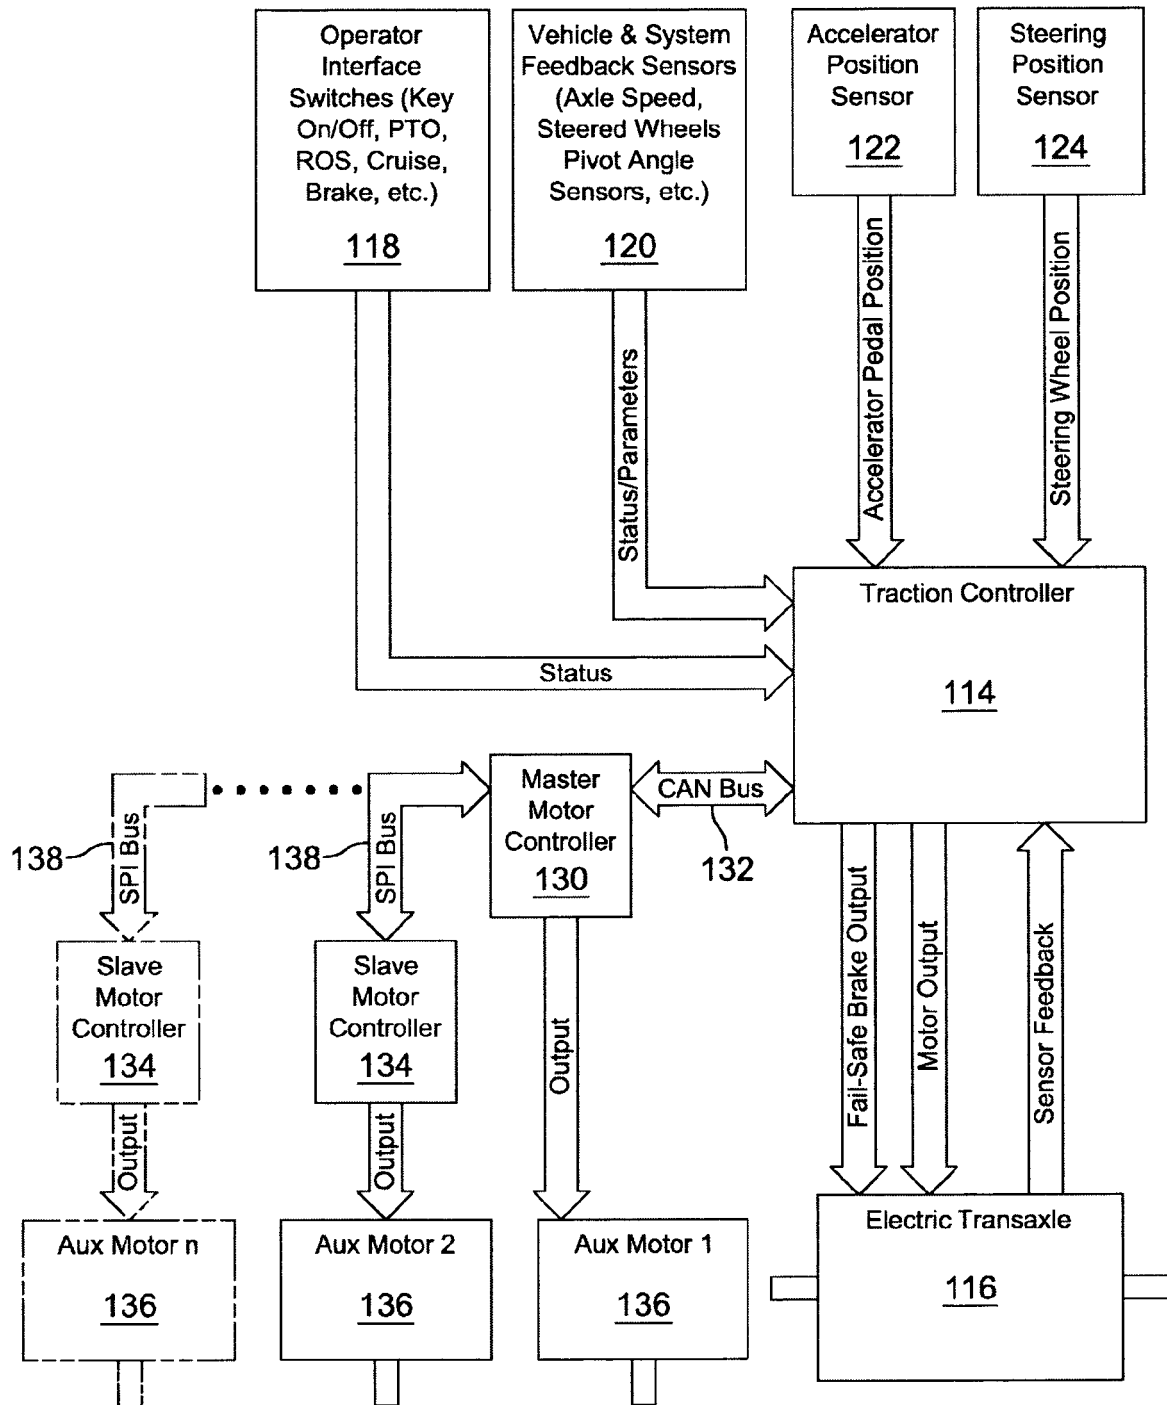 Operator
Interface
Switches (Key
On/Off, PTO,
ROS, Cruise,
Brake, etc.)
118
Vehicle & System
Feedback Sensors
(Axle Speed,
Steered Wheels
Pivot Angle
Sensors, etc.)
120
Accelerator
Position
Sensor
122
Steering
Position
Sensor
124
Status/Parameters
Accelerator Pedal Position
Steering Wheel Position
Status
Traction Controller
114
138
SPI Bus
138
SPI Bus
Master
Motor
Controller
130
CAN Bus
132
Slave
Motor
Controller
134
Slave
Motor
Controller
134
Output
Output
Output
Fail-Safe Brake Output
Motor Output
Sensor Feedback
Aux Motor n
136
Aux Motor 2
136
Aux Motor 1
136
Electric Transaxle
116